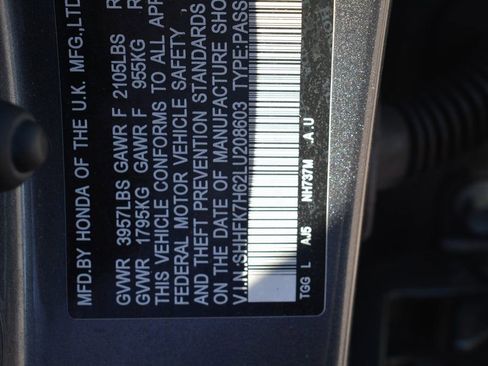 MFD.BY HONDA OF THE U.K. MFG.,LTD
GVWR 3957LBS GAWR F 2105LBS R
GVWR 1795KG GAWR F 955KG R
THIS VEHICLE CONFORMS TO ALL APP
FEDERAL MOTOR VEHICLE SAFETY,
AND THEFT PREVENTION STANDARDS
ON THE DATE OF MANUFACTURE SHOW
V.I.N.:SHHFK7H62LU208603 TYPE:PASS
TGG L AJ5 NH797M A.U